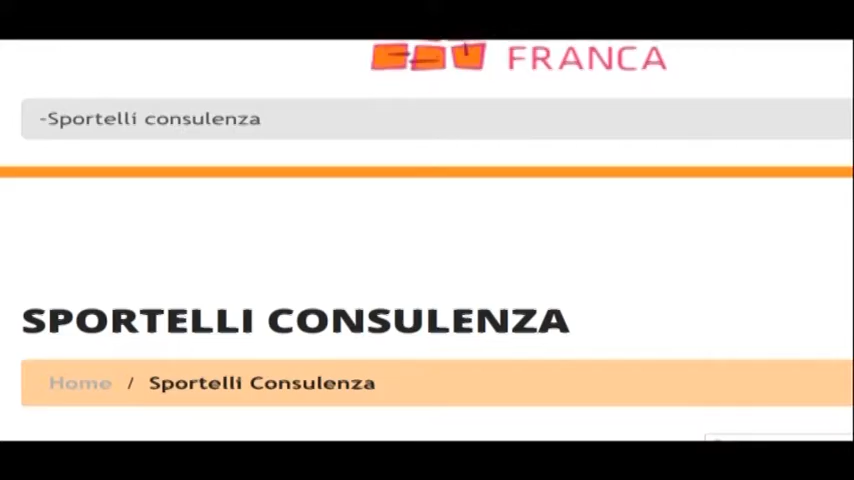 FRANCA
-Sportelli consulenza
SPORTELLI CONSULENZA
Home / Sportelli Consulenza